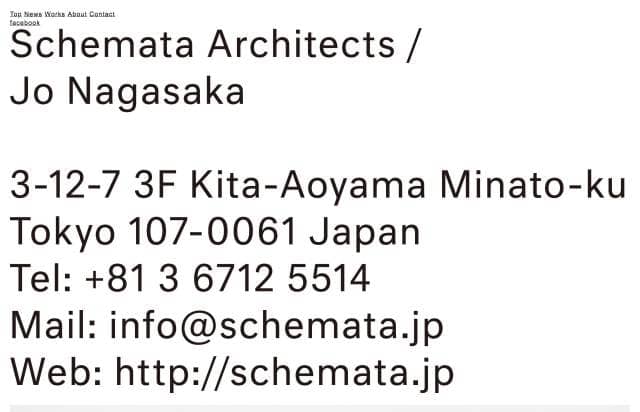 Top News Works About Contact
facebook
Schemata Architects /
Jo Nagasaka
3-12-7 3F Kita-Aoyama Minato-ku
Tokyo 107-0061 Japan
Tel: +81 3 6712 5514
Mail: info@schemata.jp
Web: http://schemata.jp